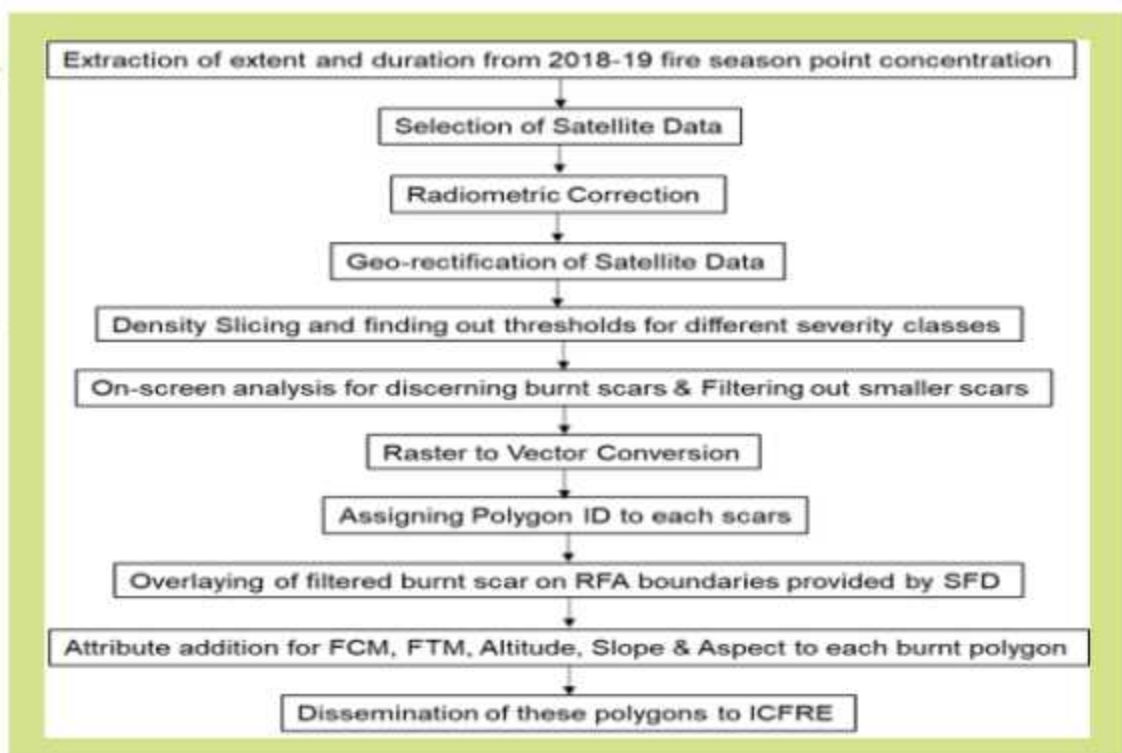 Extraction of extent and duration from 2018-19 fire season point concentration
Selection of Satellite Data
Radiometric Correction
Geo-rectification of Satellite Data
Density Slicing and finding out thresholds for different severity classes
On-screen analysis for discerning burnt scars & Filtering out smaller scars
Raster to Vector Conversion
Assigning Polygon ID to each scars
Overlaying of filtered burnt scar on RFA boundaries provided by SFD
Attribute addition for FCM, FTM, Altitude, Slope & Aspect to each burnt polygon
Dissemination of these polygons to ICFRE